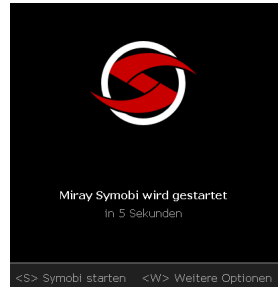 Miray Symobi wird gestartet
in 5 Sekunden
<S> Symobi starten <W> Weitere Optionen